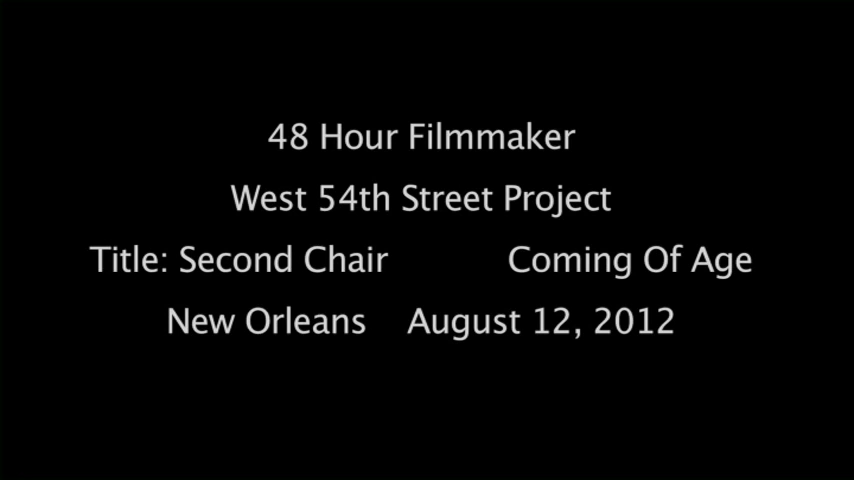 48 Hour Filmmaker
West 54th Street Project
Title: Second Chair Coming Of Age
New Orleans August 12, 2012